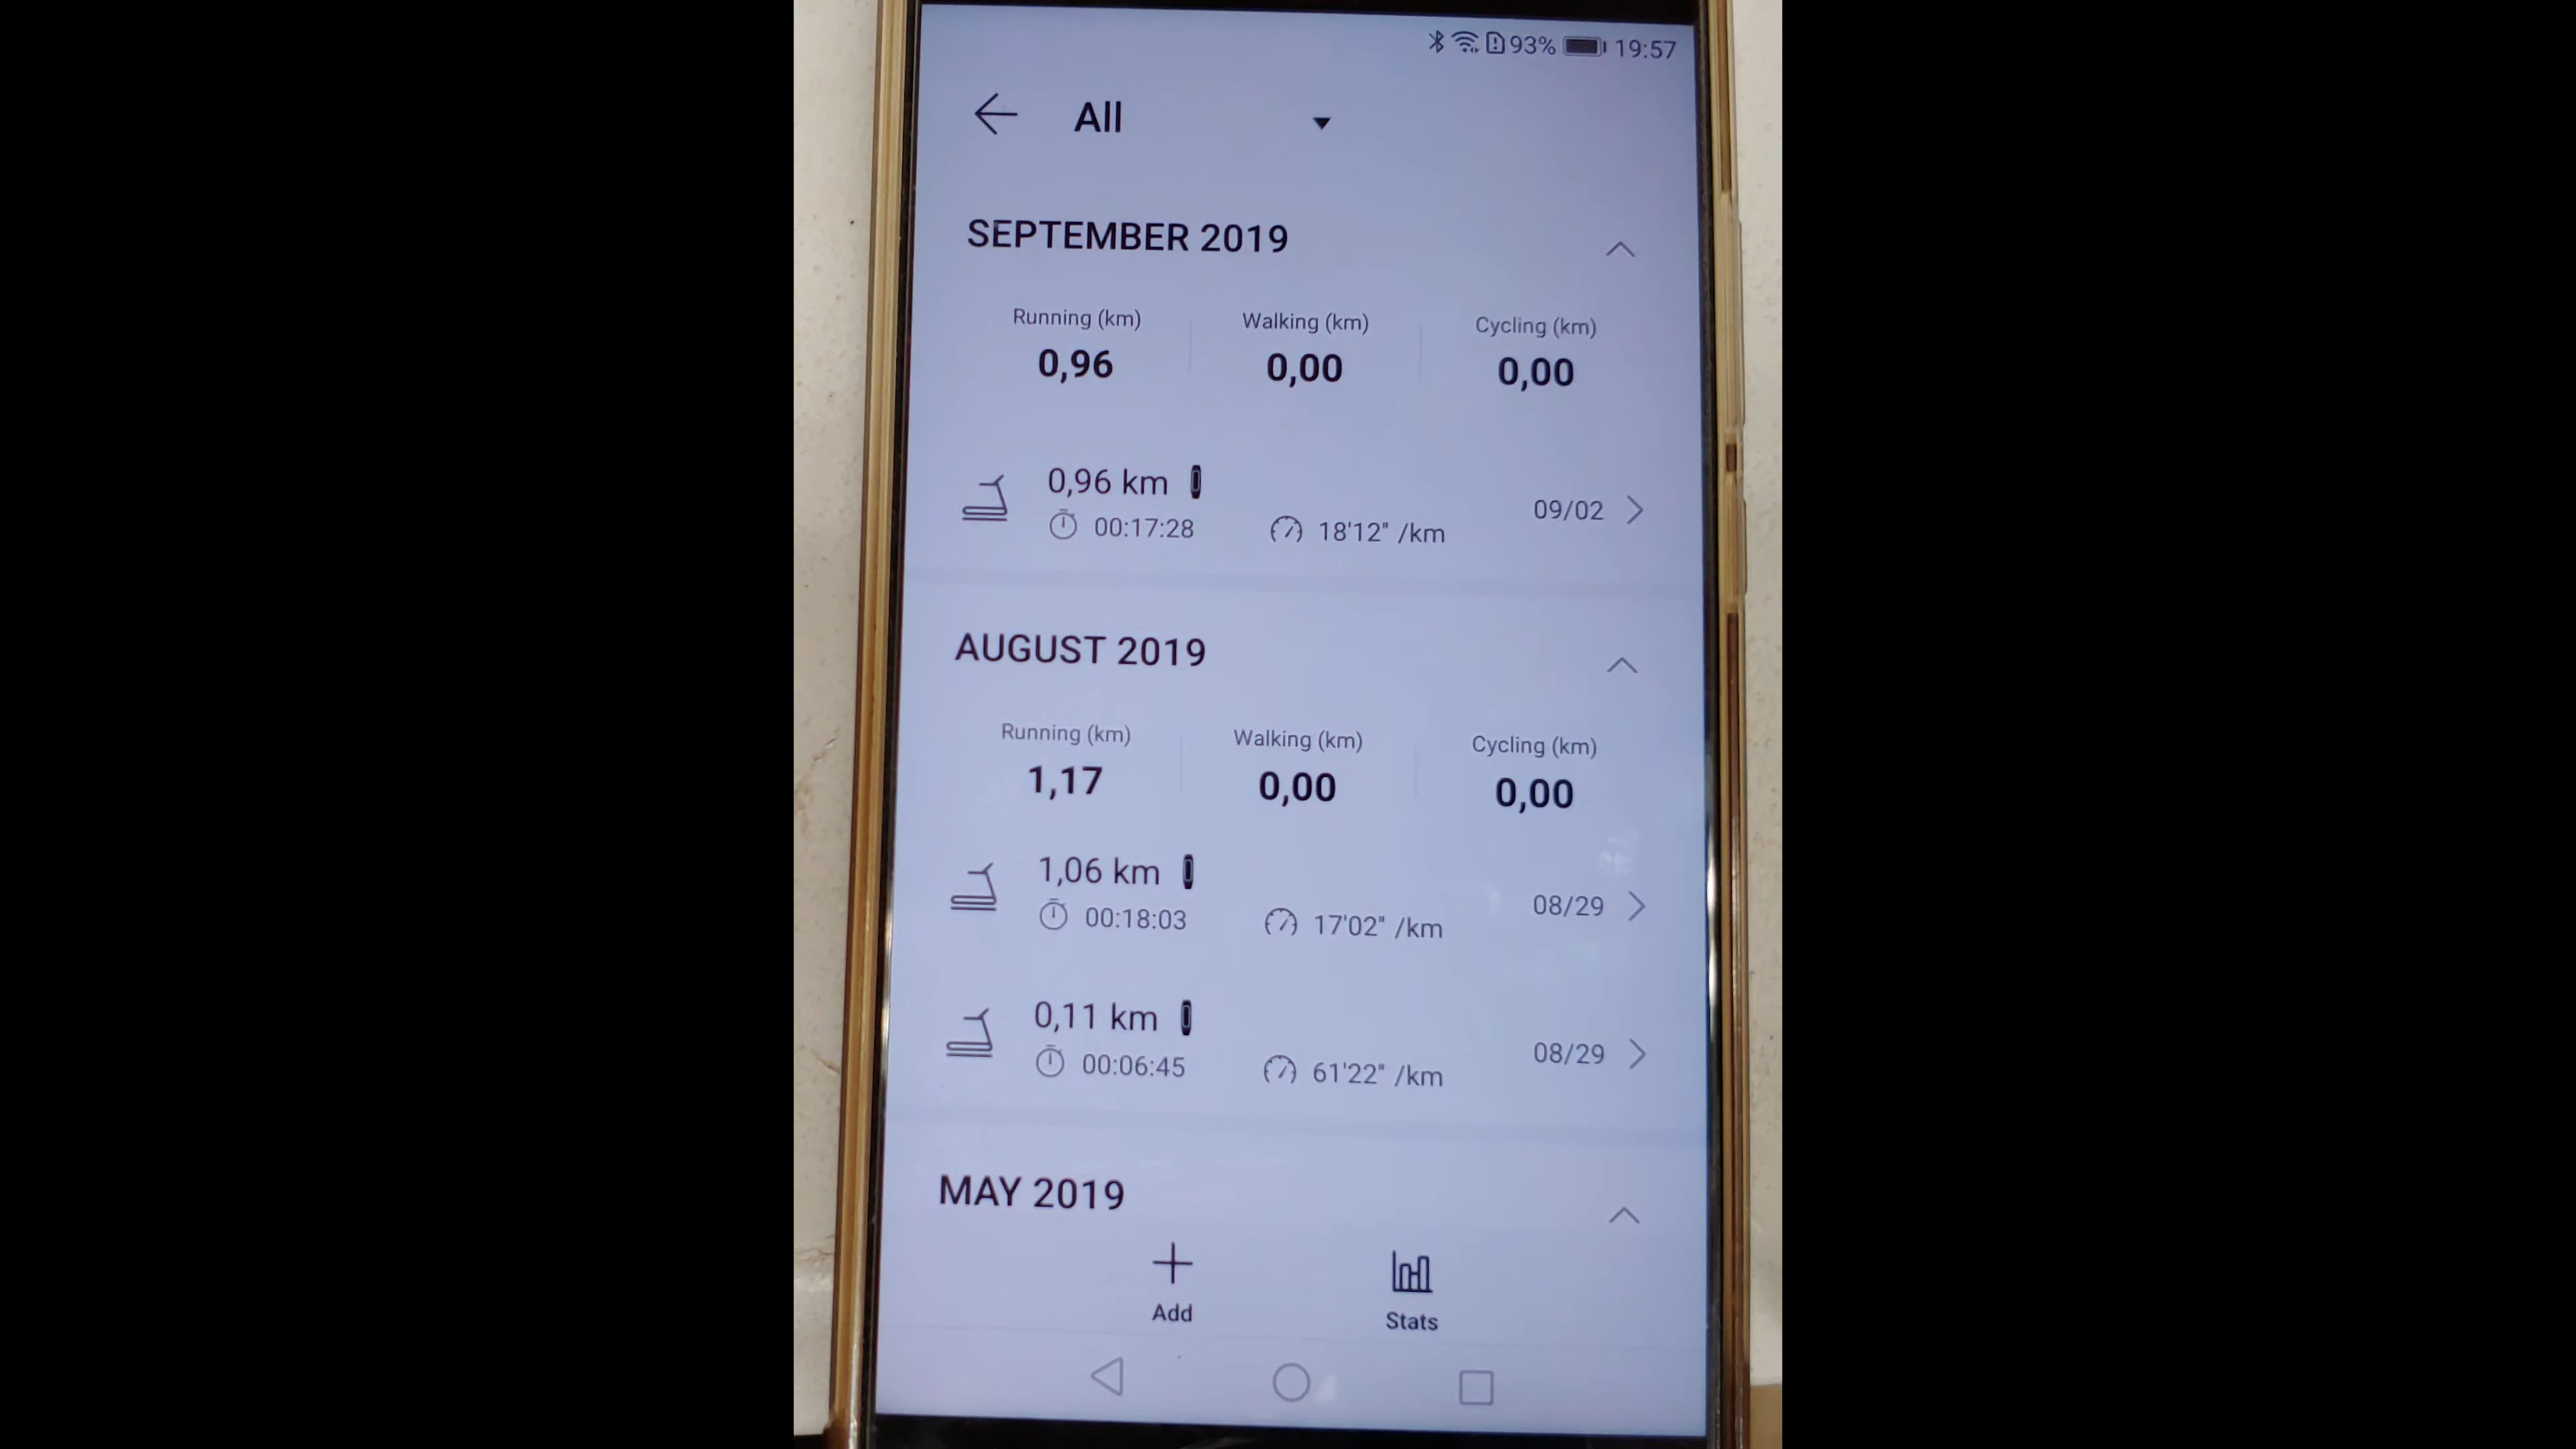 93% 19:57
All
SEPTEMBER 2019
Running (km) Walking (km) Cycling (km)
0,96 0,00 0,00
0,96 km
00:17:28 18'12" /km 09/02
AUGUST 2019
Running (km) Walking (km) Cycling (km)
1,17 0,00 0,00
1,06 km
00:18:03 17'02" /km 08/29
0,11 km
00:06:45 61'22" /km 08/29
MAY 2019
Add Stats